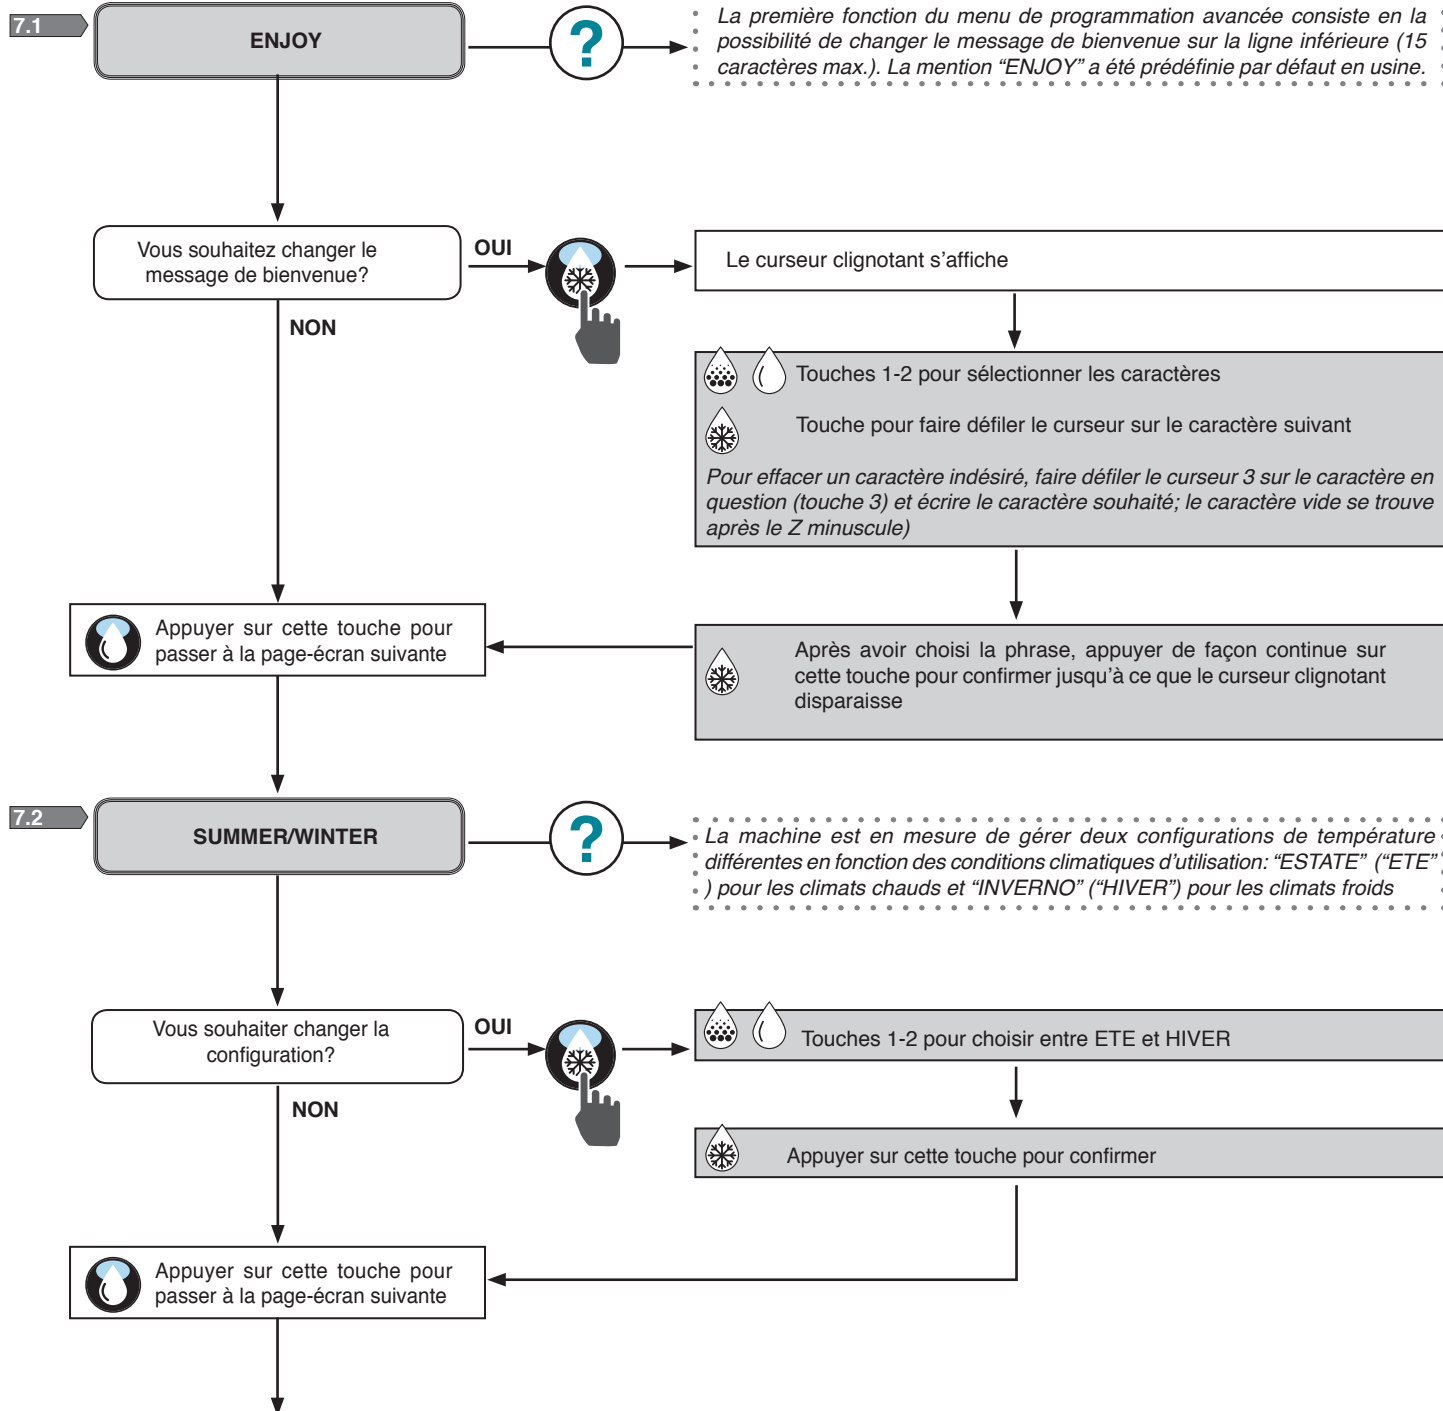 7.1
ENJOY
?
La première fonction du menu de programmation avancée consiste en la
possibilité de changer le message de bienvenue sur la ligne inférieure (15
caractères max.). La mention “ENJOY” a été prédéfinie par défaut en usine.
Vous souhaitez changer le
message de bienvenue?
OUI
Le curseur clignotant s’affiche
NON
Touches 1-2 pour sélectionner les caractères
Touche pour faire défiler le curseur sur le caractère suivant
Pour effacer un caractère indésiré, faire défiler le curseur 3 sur le caractère en
question (touche 3) et écrire le caractère souhaité; le caractère vide se trouve
après le Z minuscule)
Appuyer sur cette touche pour
passer à la page-écran suivante
Après avoir choisi la phrase, appuyer de façon continue sur
cette touche pour confirmer jusqu’à ce que le curseur clignotant
disparaisse
7.2
SUMMER/WINTER
?
La machine est en mesure de gérer deux configurations de température
différentes en fonction des conditions climatiques d’utilisation: “ESTATE” (“ETE”
) pour les climats chauds et “INVERNO” (“HIVER”) pour les climats froids
Vous souhaiter changer la
configuration?
OUI
Touches 1-2 pour choisir entre ETE et HIVER
NON
Appuyer sur cette touche pour confirmer
Appuyer sur cette touche pour
passer à la page-écran suivante